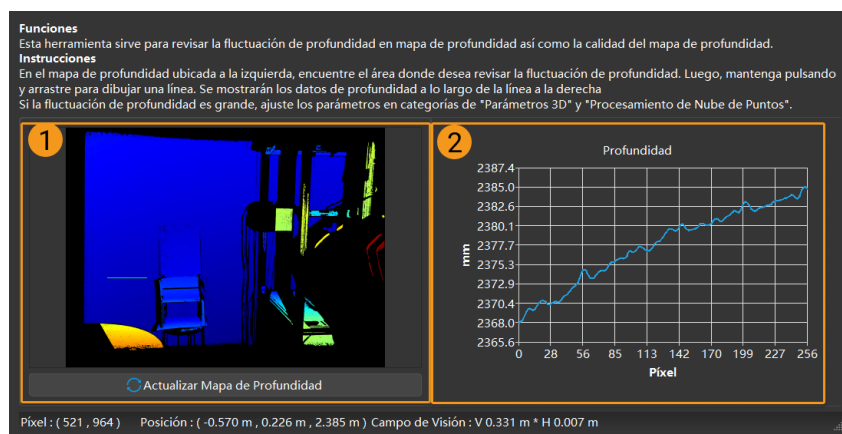 Funciones
Esta herramienta sirve para revisar la fluctuación de profundidad en mapa de profundidad así como la calidad del mapa de profundidad.
Instrucciones
En el mapa de profundidad ubicada a la izquierda, encuentre el área donde desea revisar la fluctuación de profundidad. Luego, mantenga pulsando
y arrastre para dibujar una línea. Se mostrarán los datos de profundidad a lo largo de la línea a la derecha
Si la fluctuación de profundidad es grande, ajuste los parámetros en categorías de "Parámetros 3D" y "Procesamiento de Nube de Puntos".
1
Actualizar Mapa de Profundidad
2
Profundidad
2387.4
2385.0
2382.6
2380.1
2377.7
2375.3
2372.9
2370.4
2368.0
2365.6
mm
0 28 56 85 113 142 170 199 227 256
Píxel
Píxel : ( 521 , 964 ) Posición : ( -0.570 m , 0.226 m , 2.385 m ) Campo de Visión : V 0.331 m * H 0.007 m